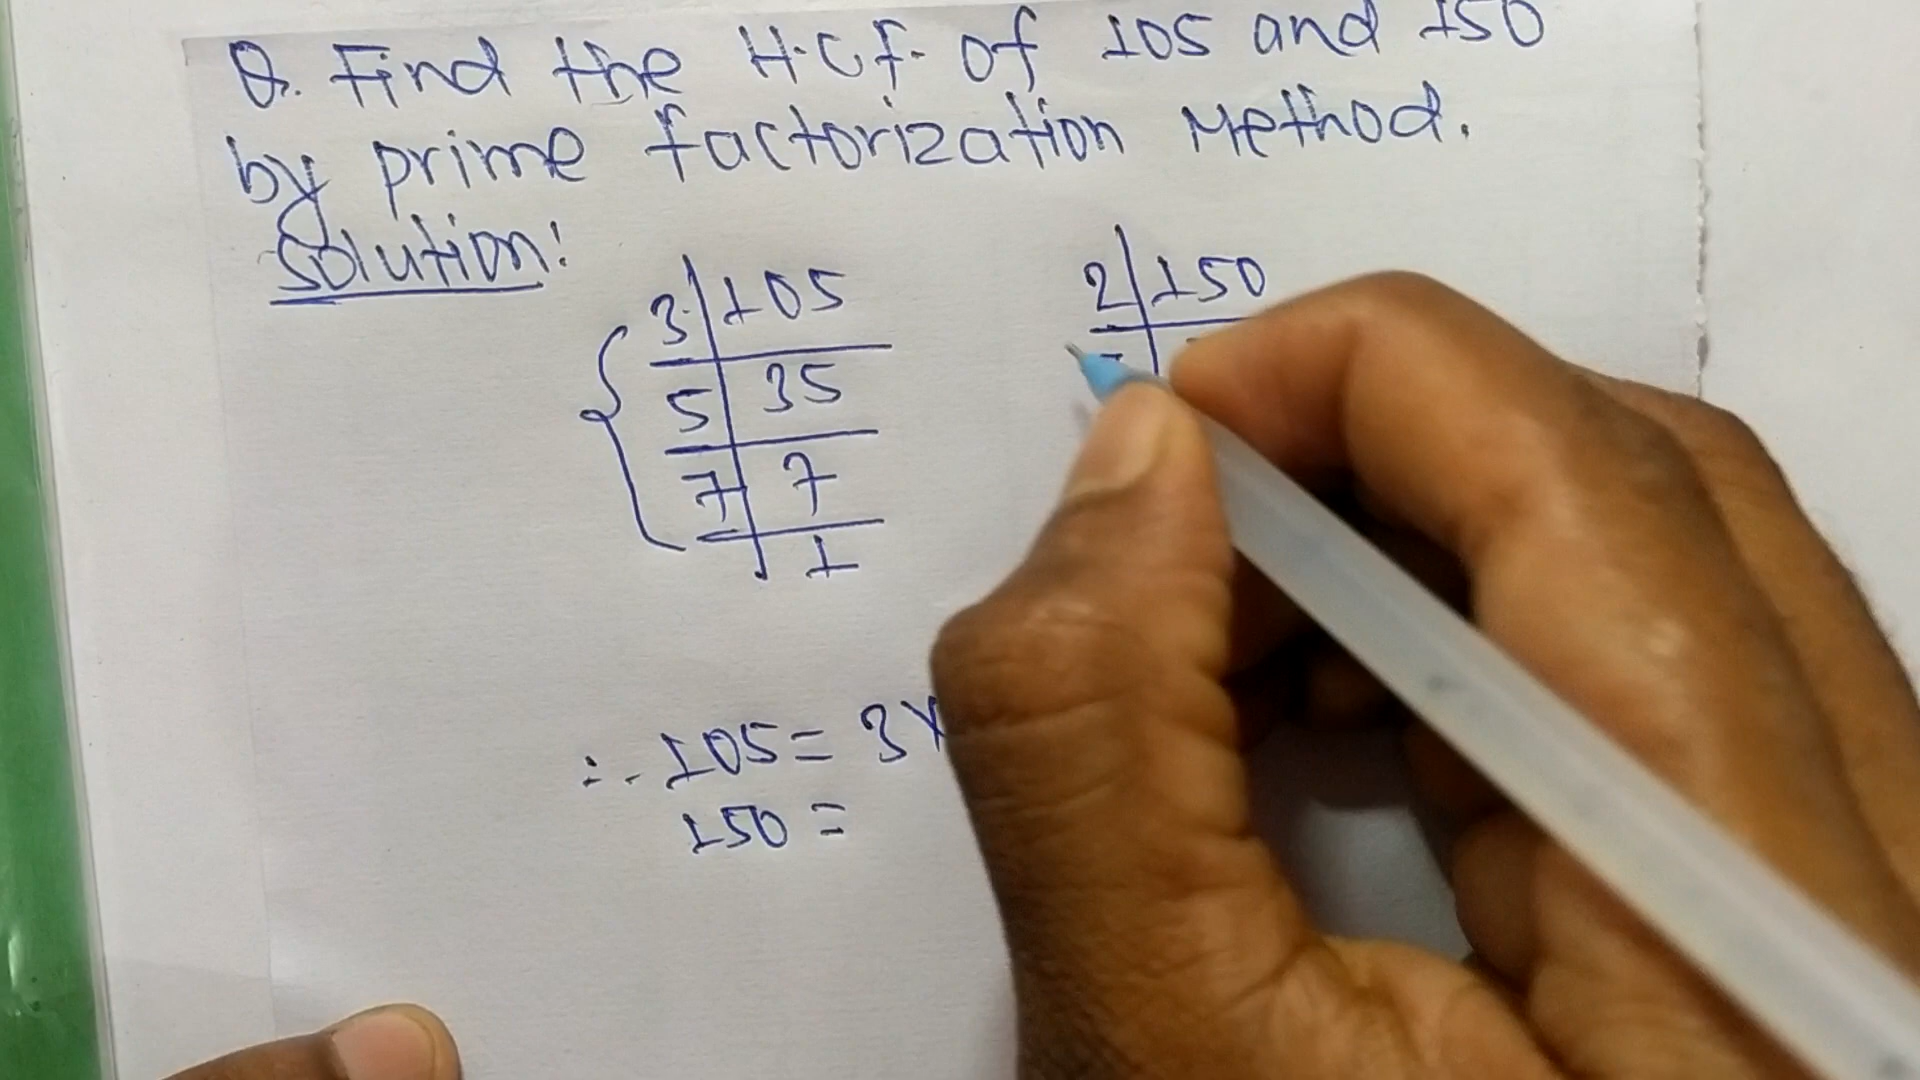 Q. Find the H.C.F. of 105 and 150
by prime factorization Method.
Solution:
3 105
5 35
7 7
1
2 150
∴ 105 = 3 ×
150 =